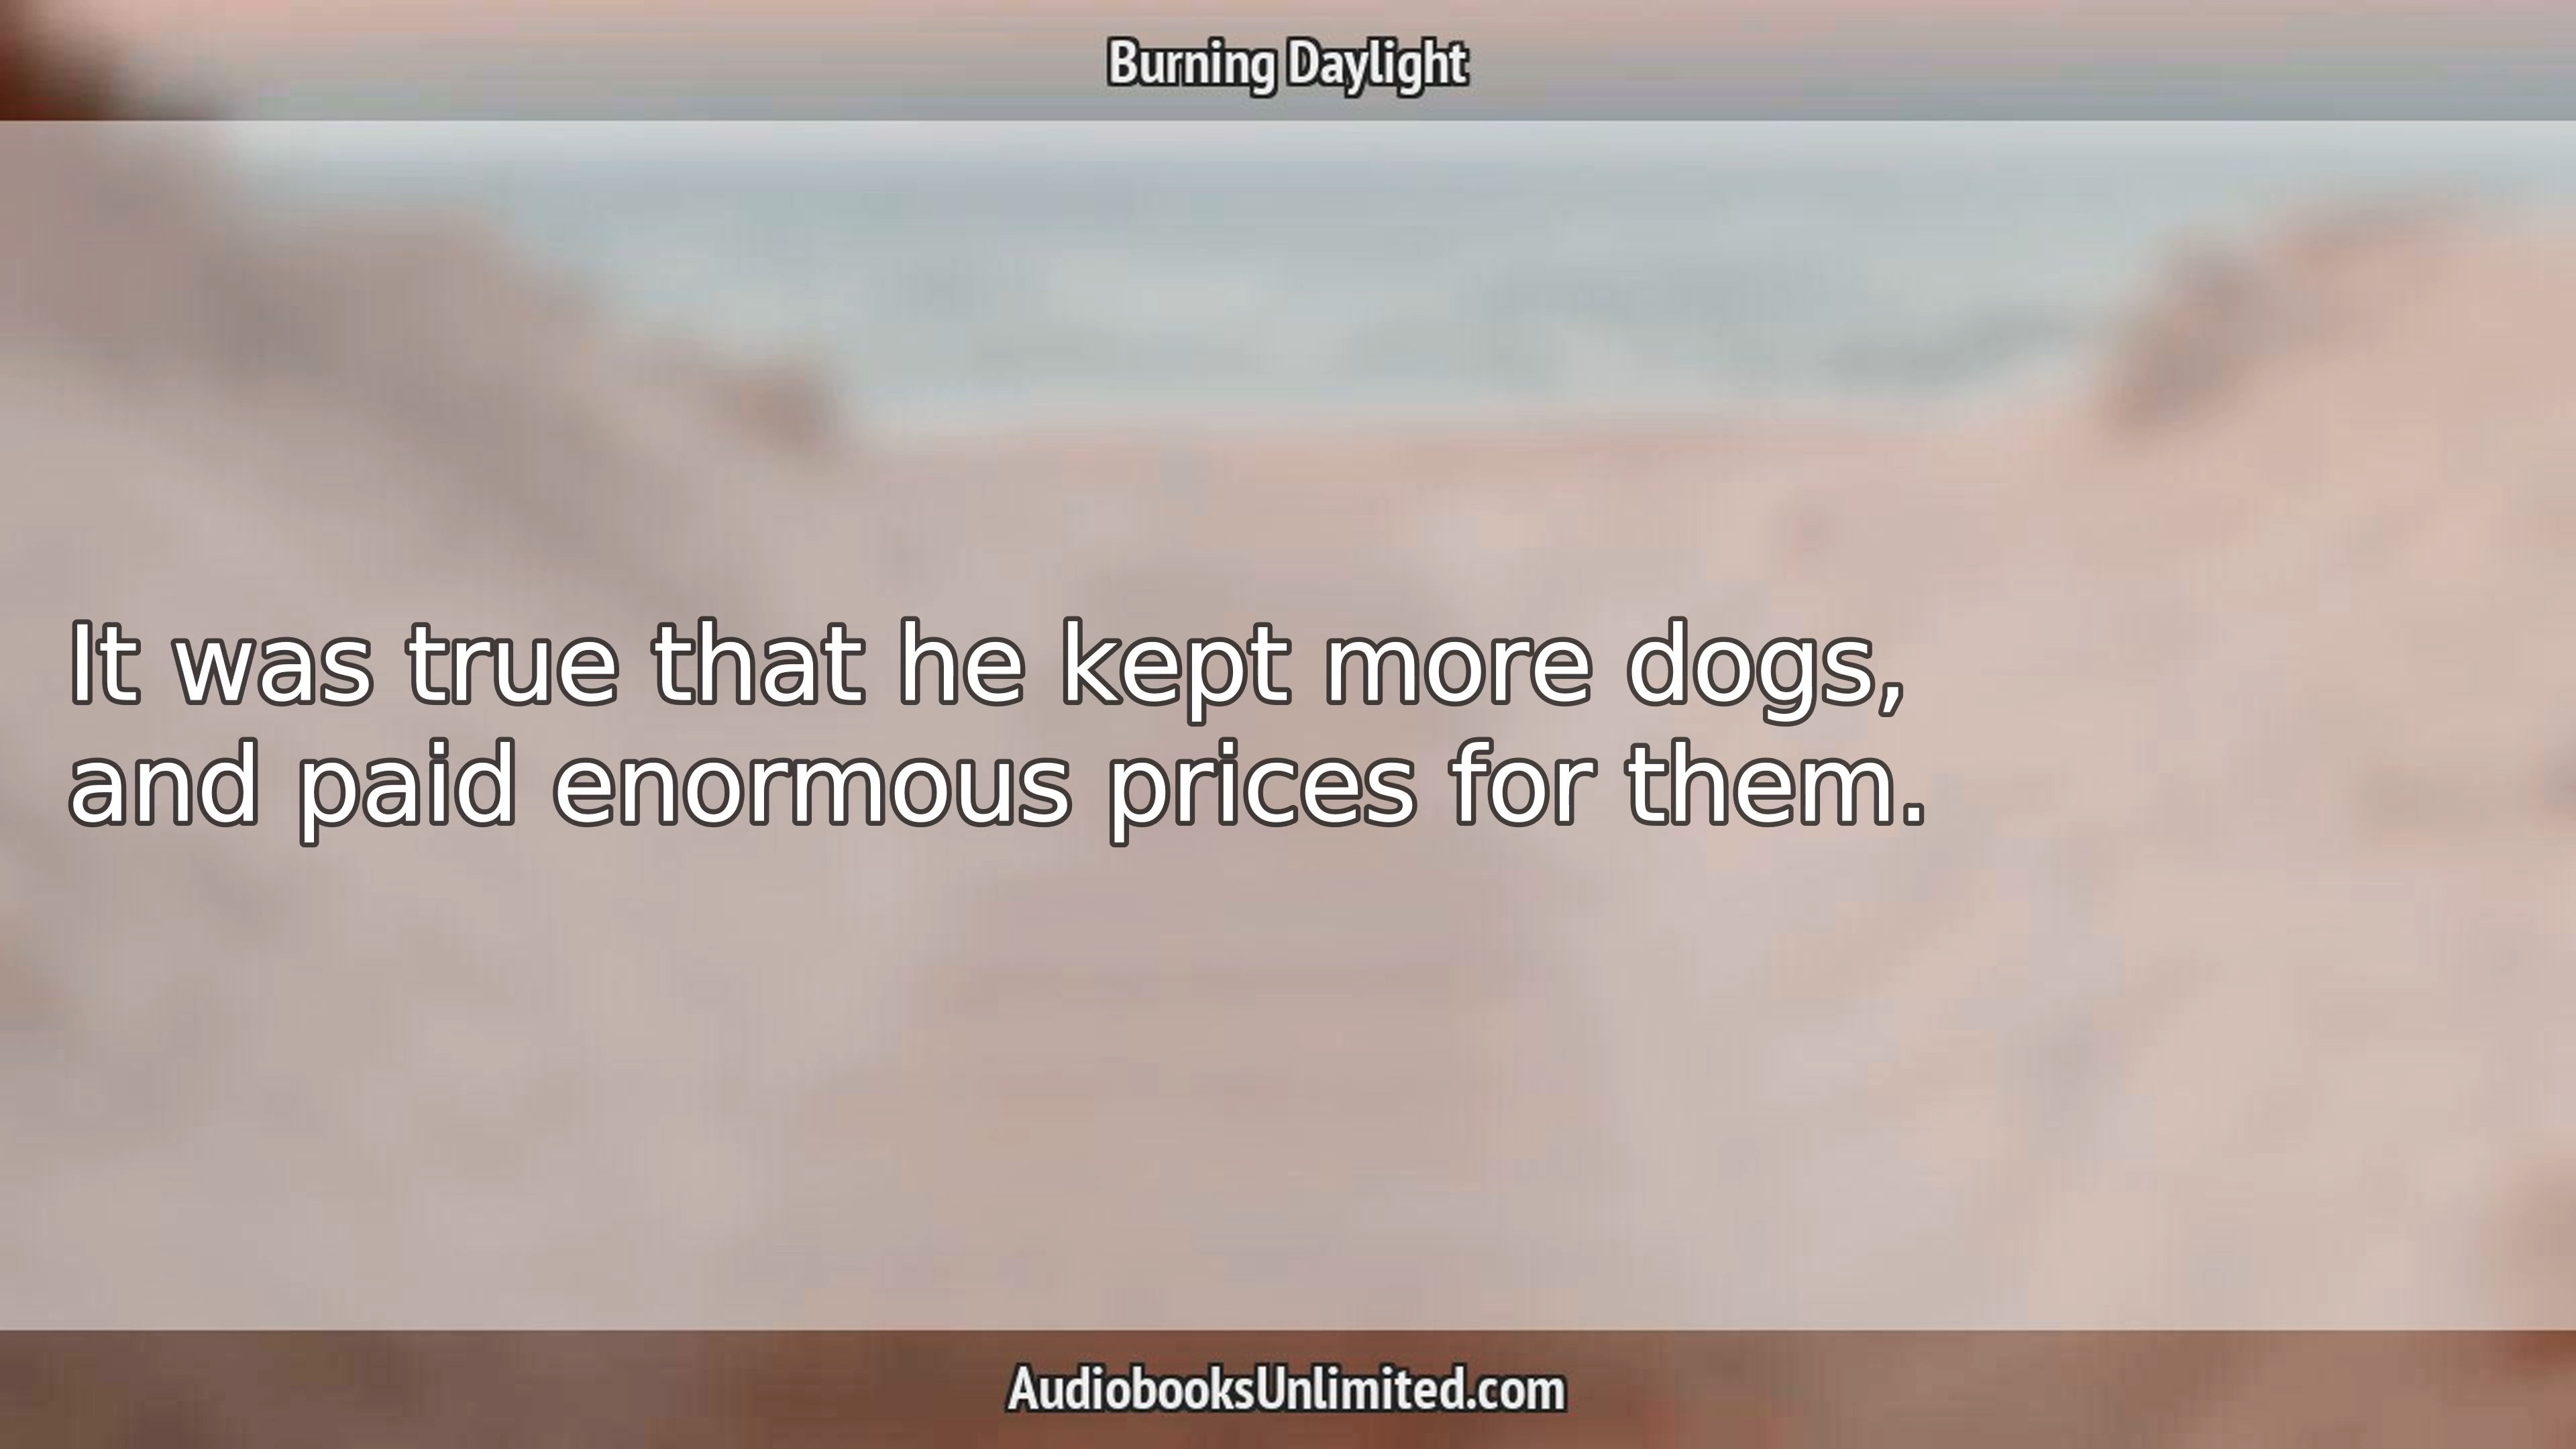 Burning Daylight
It was true that he kept more dogs,
and paid enormous prices for them.
AudiobooksUnlimited.com